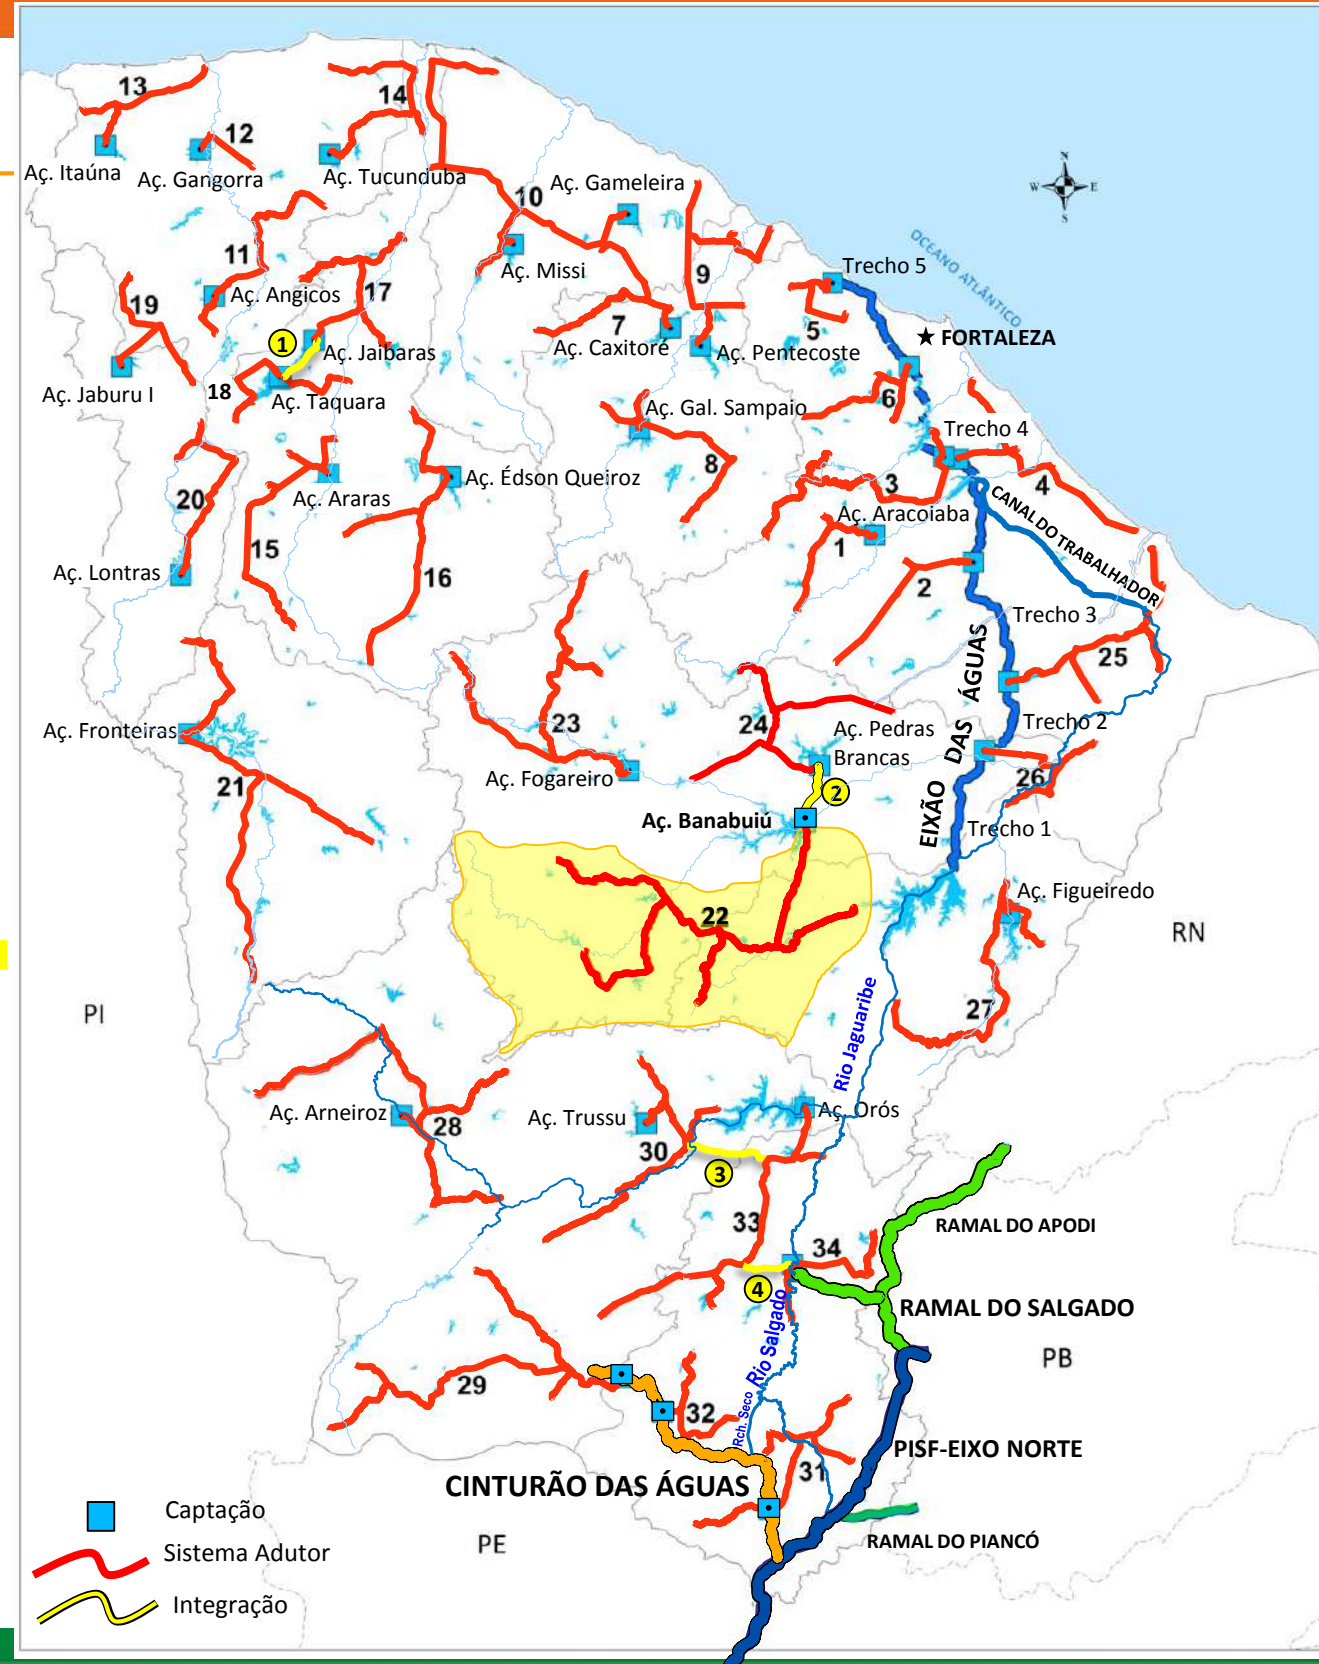 13
14
12
Aç. Itaúna
Aç. Gangorra
Aç. Tucunduba
10
Aç. Gameleira
N
W
E
S
OCEANO ATLÂNTICO
11
Aç. Missi
Trecho 5
9
Aç. Angicos
17
19
7
5
1
Aç. Jaibaras
Aç. Caxitoré
Aç. Pentecoste
FORTALEZA
Aç. Jaburu I
18
Aç. Taquara
6
Aç. Gal. Sampaio
Trecho 4
8
Aç. Édson Queiroz
20
Aç. Araras
3
4
CANAL DO TRABALHADOR
Aç. Aracoiaba
15
1
Aç. Lontras
16
2
Trecho 3
25
EIXÃO DAS ÁGUAS
Aç. Fronteiras
23
24
Aç. Pedras
Brancas
Trecho 2
21
Aç. Fogareiro
2
26
Aç. Banabuiú
Trecho 1
22
Aç. Figueiredo
RN
PI
27
Rio Jaguaribe
Aç. Arneiroz
28
Aç. Trussu
Aç. Orós
30
3
33
34
RAMAL DO APODI
4
RAMAL DO SALGADO
Rio Salgado
PB
29
32
Rch. Seco
PISF-EIXO NORTE
31
CINTURÃO DAS ÁGUAS
Captação
RAMAL DO PIANCÓ
PE
Sistema Adutor
Integração